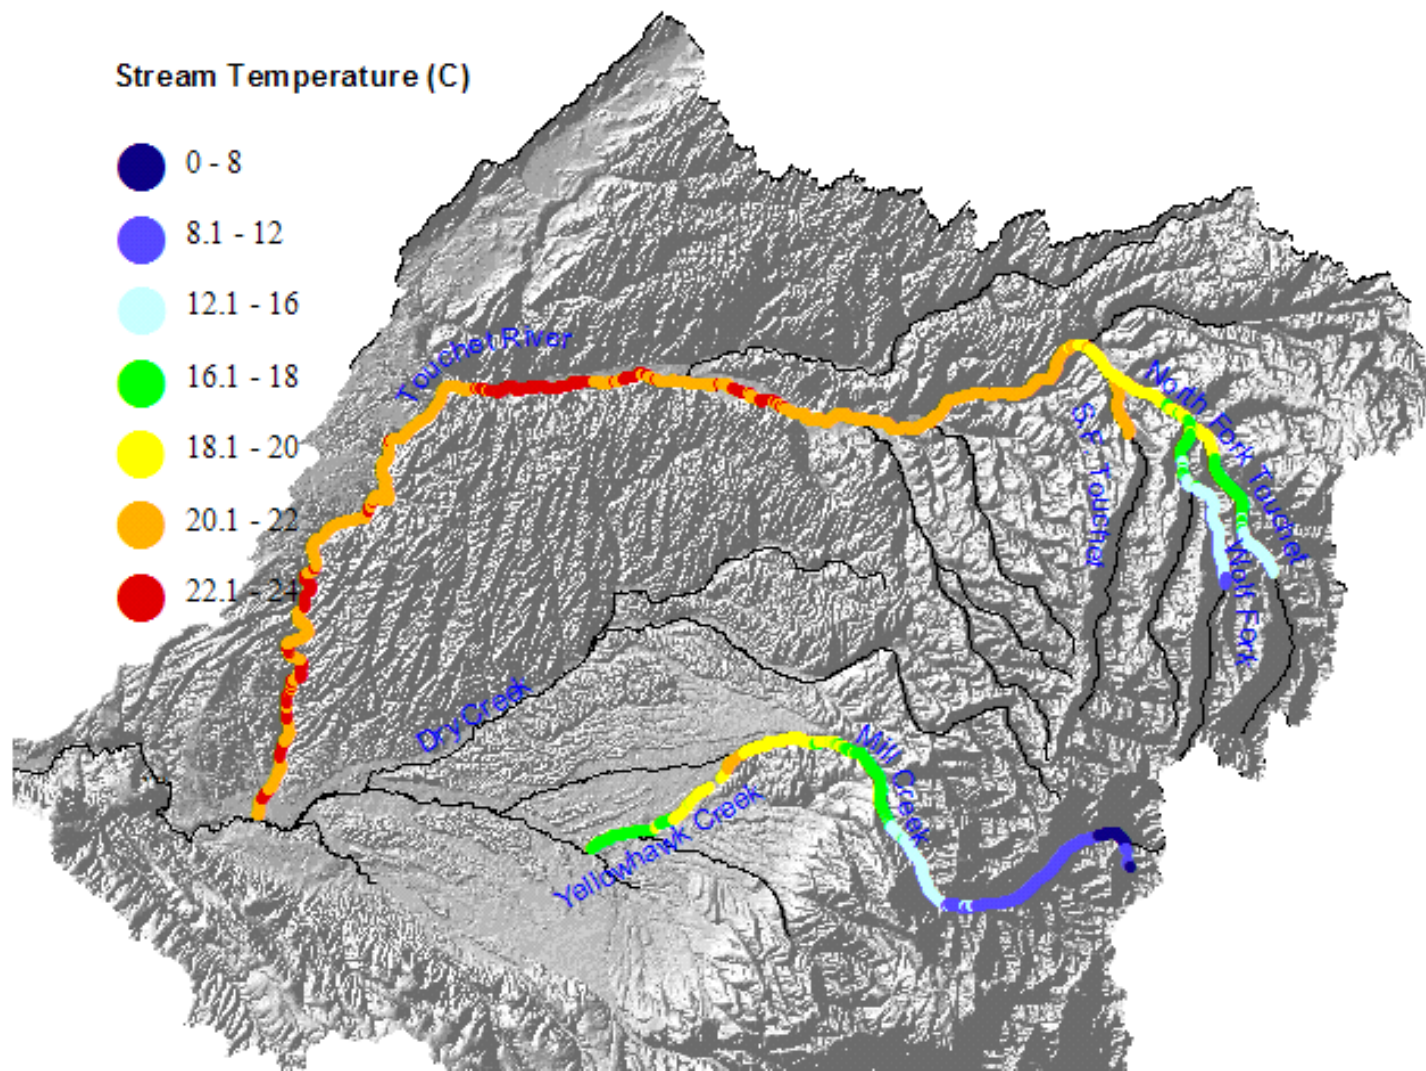 Stream Temperature (C)
0 - 8
8.1 - 12
12.1 - 16
16.1 - 18
18.1 - 20
20.1 - 22
22.1 - 24
Touchet River
North Fork Touchet
S.F. Touchet
Wolf Fork
Dry Creek
Mill Creek
Yellowhawk Creek